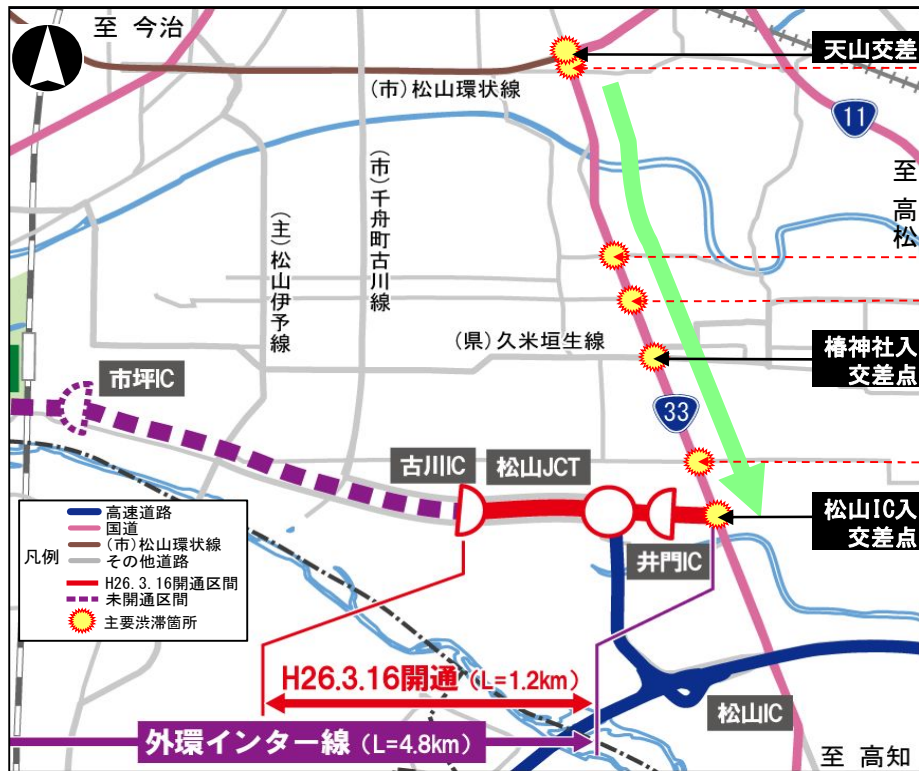 至 今治
天山交差
(市)松山環状線
11
至 高松
(市)千舟町古川線
(主)松山伊予線
(県)久米垣生線
椿神社入
交差点
市坪IC
33
古川IC
松山JCT
松山IC入
交差点
井門IC
凡例
高速道路
国道
(市)松山環状線
その他道路
H26.3.16開通区間
未開通区間
主要渋滞箇所
H26.3.16開通(L=1.2km)
松山IC
外環インター線(L=4.8km)
至 高知